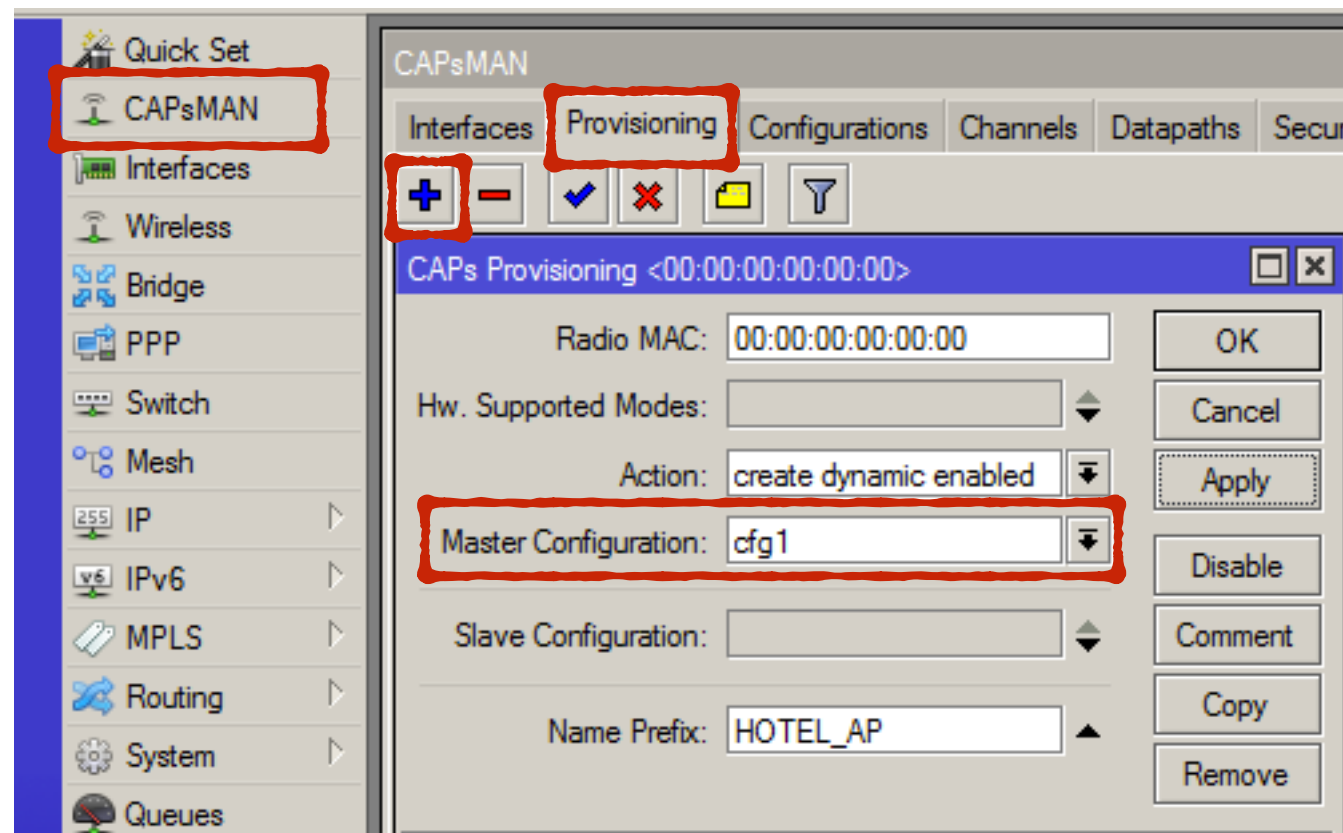 Quick Set
CAPsMAN
Interfaces
Wireless
Bridge
PPP
Switch
Mesh
255 IP
v6 IPv6
MPLS
Routing
System
Queues
CAPsMAN
Interfaces Provisioning Configurations Channels Datapaths Secur
CAPs Provisioning <00:00:00:00:00:00>
Radio MAC: 00:00:00:00:00:00
Hw. Supported Modes:
Action: create dynamic enabled
Master Configuration: cfg1
Slave Configuration:
Name Prefix: HOTEL_AP
OK
Cancel
Apply
Disable
Comment
Copy
Remove